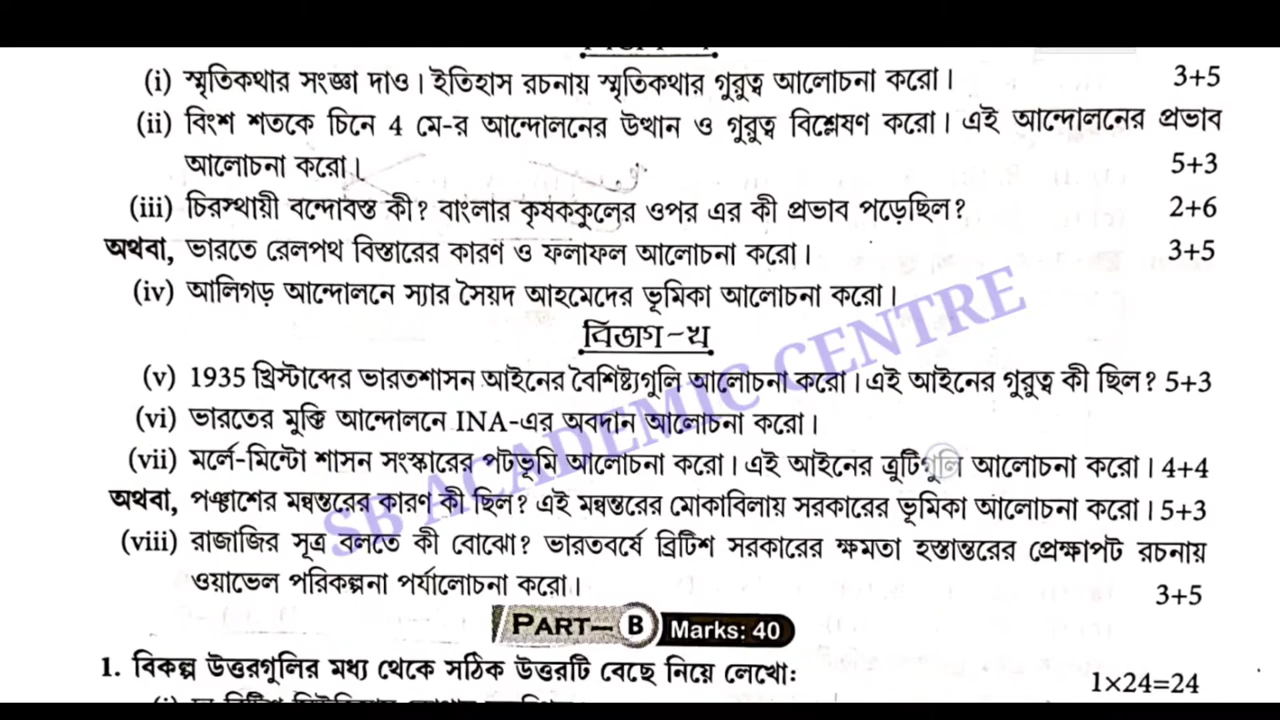 (i) স্মৃতিকথার সংজ্ঞা দাও। ইতিহাস রচনায় স্মৃতিকথার গুরুত্ব আলোচনা করো। 3+5
(ii) বিংশ শতকে চিনে 4 মে-র আন্দোলনের উত্থান ও গুরুত্ব বিশ্লেষণ করো। এই আন্দোলনের প্রভাব
আলোচনা করো। 5+3
(iii) চিরস্থায়ী বন্দোবস্ত কী? বাংলার কৃষককুলের ওপর এর কী প্রভাব পড়েছিল? 2+6
অথবা, ভারতে রেলপথ বিস্তারের কারণ ও ফলাফল আলোচনা করো। 3+5
(iv) আলিগড় আন্দোলনে স্যার সৈয়দ আহমেদের ভূমিকা আলোচনা করো।
বিভাগ-খ
(v) 1935 খ্রিস্টাব্দের ভারতশাসন আইনের বৈশিষ্ট্যগুলি আলোচনা করো। এই আইনের গুরুত্ব কী ছিল? 5+3
(vi) ভারতের মুক্তি আন্দোলনে INA-এর অবদান আলোচনা করো।
(vii) মর্লে-মিন্টো শাসন সংস্কারের পটভূমি আলোচনা করো। এই আইনের ত্রুটিগুলি আলোচনা করো। 4+4
অথবা, পঞ্চাশের মন্বন্তরের কারণ কী ছিল? এই মন্বন্তরের মোকাবিলায় সরকারের ভূমিকা আলোচনা করো। 5+3
(viii) রাজাজির সূত্র বলতে কী বোঝো? ভারতবর্ষে ব্রিটিশ সরকারের ক্ষমতা হস্তান্তরের প্রেক্ষাপট রচনায়
ওয়াভেল পরিকল্পনা পর্যালোচনা করো। 3+5
SB ACADEMIC CENTRE
PART-B Marks: 40
1. বিকল্প উত্তরগুলির মধ্য থেকে সঠিক উত্তরটি বেছে নিয়ে লেখো: 1×24=24